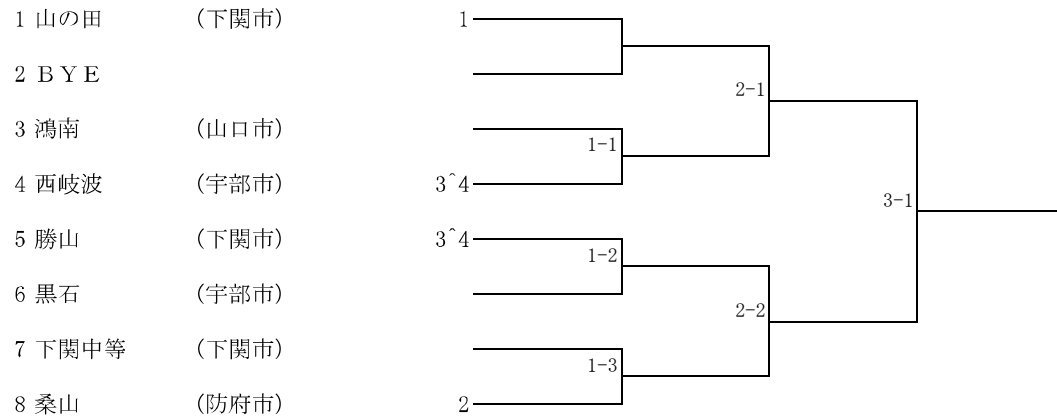 1 山の田 (下関市) 1
2 ＢＹＥ
2-1
3 鴻南 (山口市)
1-1
4 西岐波 (宇部市) 3^4
3-1
5 勝山 (下関市) 3^4
1-2
6 黒石 (宇部市)
2-2
7 下関中等 (下関市)
1-3
8 桑山 (防府市) 2